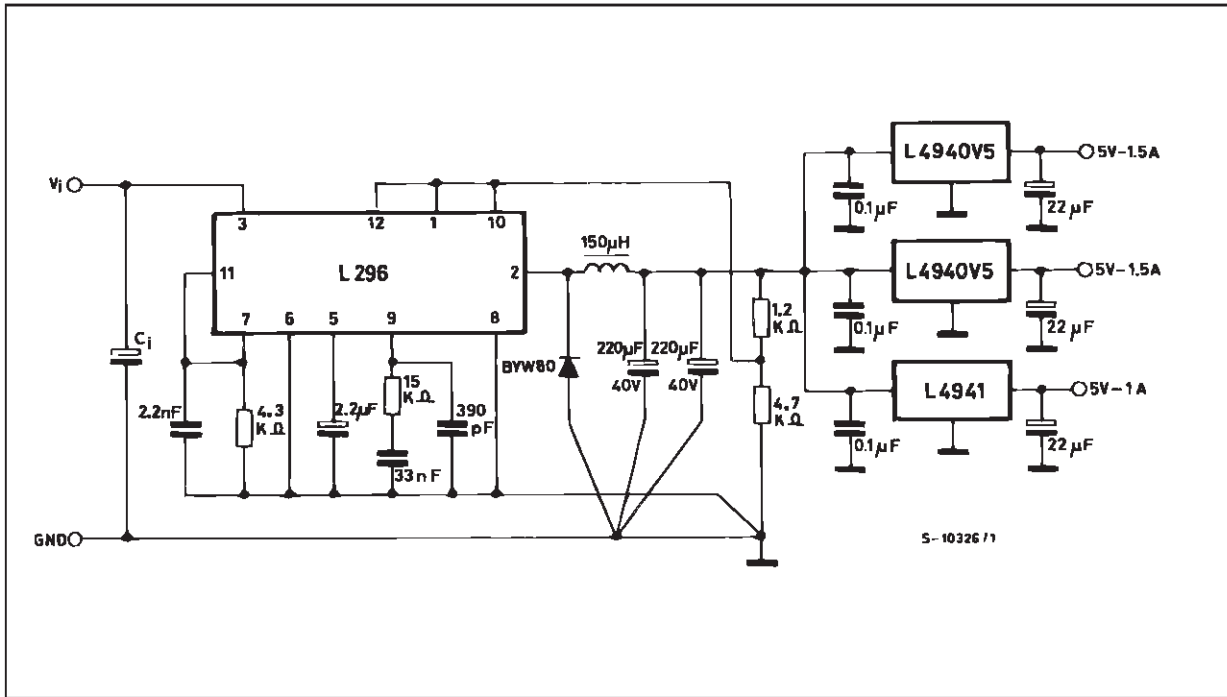 L4940V5
5V-1.5A
0.1µF
22µF
Vi
3
12
1
10
150µH
L4940V5
5V-1.5A
11
L296
2
0.1µF
22µF
7
6
5
9
8
1.2
KΩ
Ci
BYW80
220µF
40V
220µF
40V
L4941
5V-1A
2.2nF
4.3
KΩ
2.2µF
15
KΩ
390
pF
33nF
4.7
KΩ
0.1µF
22µF
GND
S-10326/1